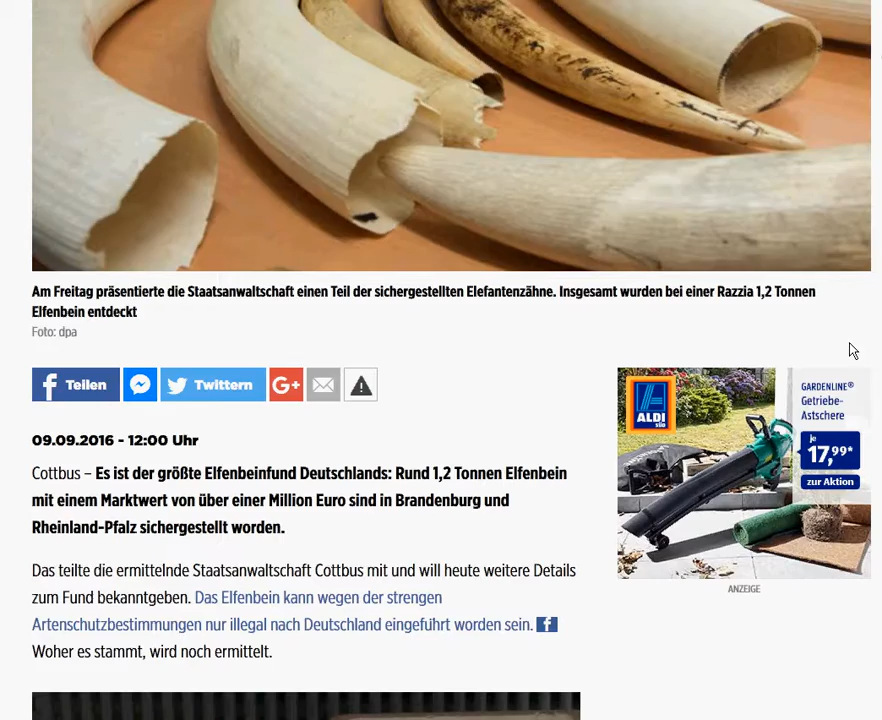 Am Freitag präsentierte die Staatsanwaltschaft einen Teil der sichergestellten Elefantenzähne. Insgesamt wurden bei einer Razzia 1,2 Tonnen
Elfenbein entdeckt
Foto: dpa
f Teilen
Twittern
G+
09.09.2016 - 12:00 Uhr
Cottbus – Es ist der größte Elfenbeinfund Deutschlands: Rund 1,2 Tonnen Elfenbein
mit einem Marktwert von über einer Million Euro sind in Brandenburg und
Rheinland-Pfalz sichergestellt worden.
Das teilte die ermittelnde Staatsanwaltschaft Cottbus mit und will heute weitere Details
zum Fund bekanntgeben. Das Elfenbein kann wegen der strengen
Artenschutzbestimmungen nur illegal nach Deutschland eingeführt worden sein. f
Woher es stammt, wird noch ermittelt.
ALDI
SÜD
GARDENLINE®
Getriebe-
Astschere
je
17,99*
zur Aktion
ANZEIGE